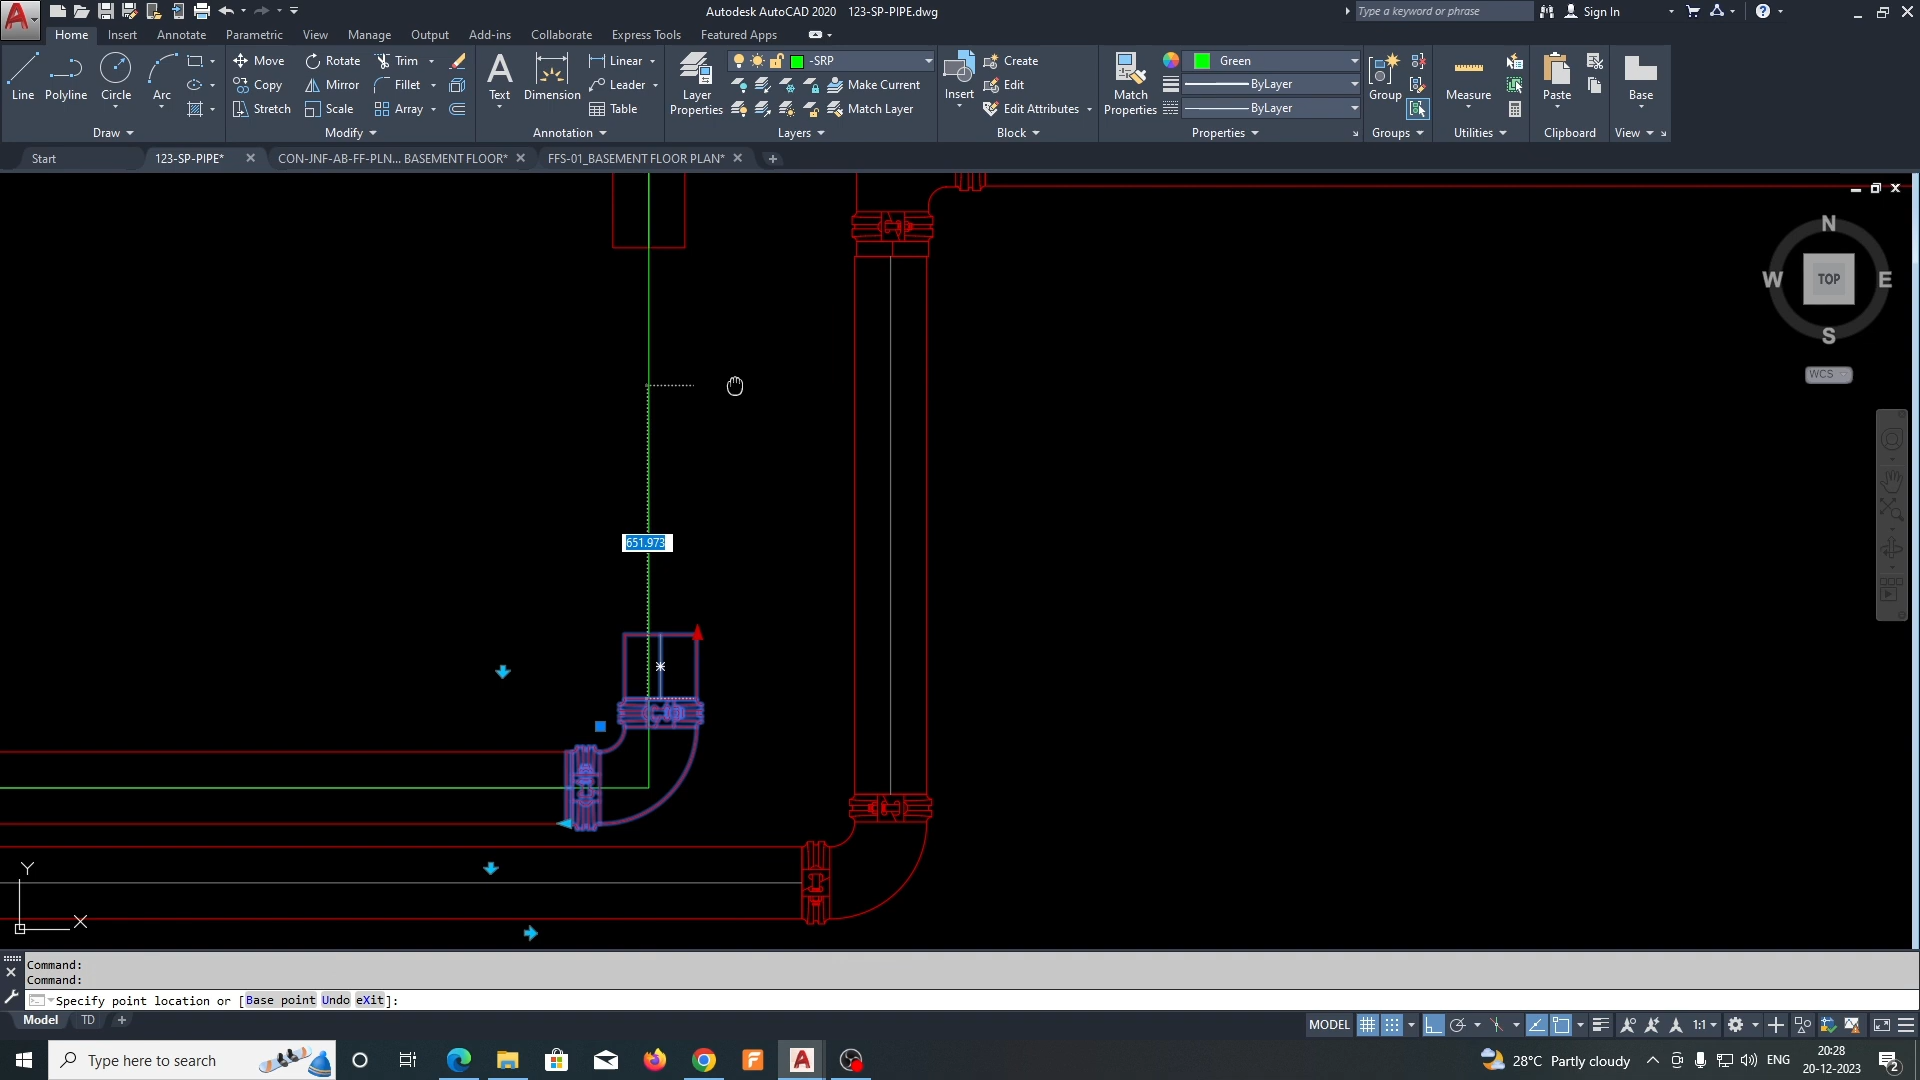 Autodesk AutoCAD 2020 123-SP-PIPE.dwg
Type a keyword or phrase
Sign In
Home Insert Annotate Parametric View Manage Output Add-ins Collaborate Express Tools Featured Apps
Line Polyline Circle Arc
Move Rotate Trim
Copy Mirror Fillet
Stretch Scale Array
Text Dimension
Linear
Leader
Table
Layer Properties
-SRP
Make Current
Match Layer
Insert
Create
Edit
Edit Attributes
Match Properties
Green
ByLayer
ByLayer
Group
Measure
Paste
Base
Draw Modify Annotation Layers Block Properties Groups Utilities Clipboard View
Start 123-SP-PIPE* CON-JNF-AB-FF-PLN... BASEMENT FLOOR* FFS-01_BASEMENT FLOOR PLAN*
N
W TOP E
S
WCS
651.973
Y
X
Command:
Command:
Specify point location or [Base point Undo eXit]:
Model TD
MODEL 1:1
Type here to search
28°C Partly cloudy
ENG
20:28
20-12-2023
2